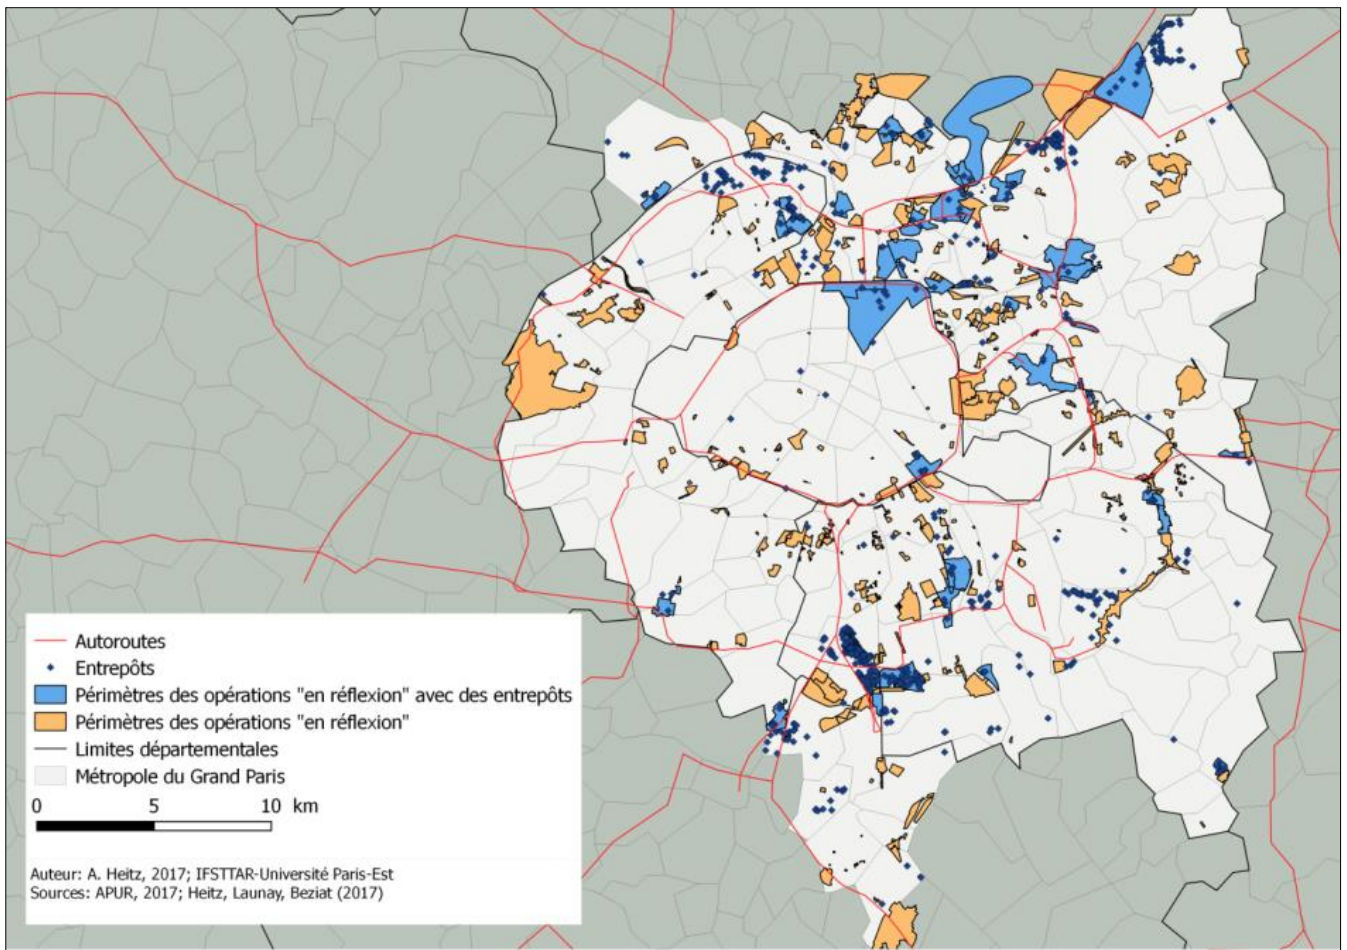 Autoroutes
Entrepôts
Périmètres des opérations "en réflexion" avec des entrepôts
Périmètres des opérations "en réflexion"
Limites départementales
Métropole du Grand Paris
0 5 10 km
Auteur: A. Heitz, 2017; IFSTTAR-Université Paris-Est
Sources: APUR, 2017; Heitz, Launay, Beziat (2017)